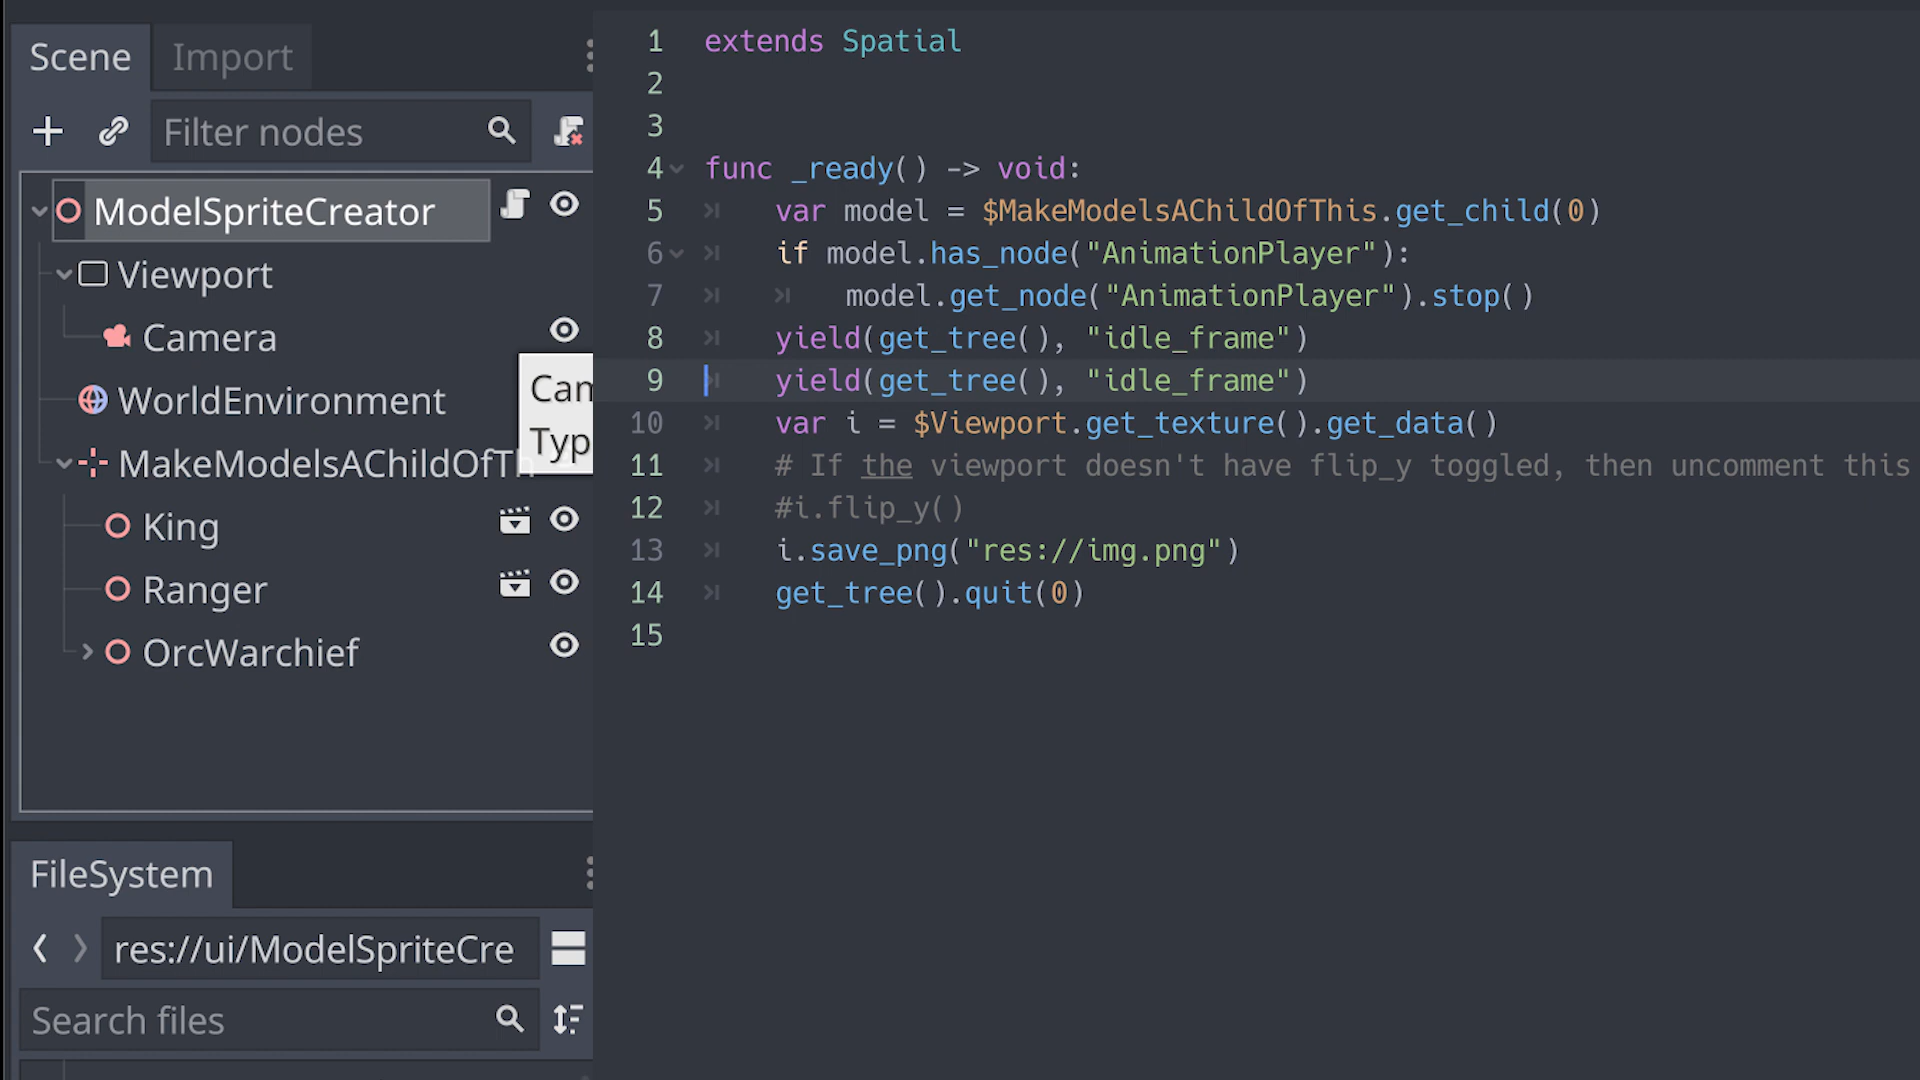 Scene
Import
Filter nodes
ModelSpriteCreator
Viewport
Camera
WorldEnvironment
MakeModelsAChildOfTh
King
Ranger
OrcWarchief
Cam
Typ
FileSystem
res://ui/ModelSpriteCre
Search files
1 extends Spatial
2
3
4 func _ready() -> void:
5 var model = $MakeModelsAChildOfThis.get_child(0)
6 if model.has_node("AnimationPlayer"):
7 model.get_node("AnimationPlayer").stop()
8 yield(get_tree(), "idle_frame")
9 yield(get_tree(), "idle_frame")
10 var i = $Viewport.get_texture().get_data()
11 # If the viewport doesn't have flip_y toggled, then uncomment this
12 #i.flip_y()
13 i.save_png("res://img.png")
14 get_tree().quit(0)
15